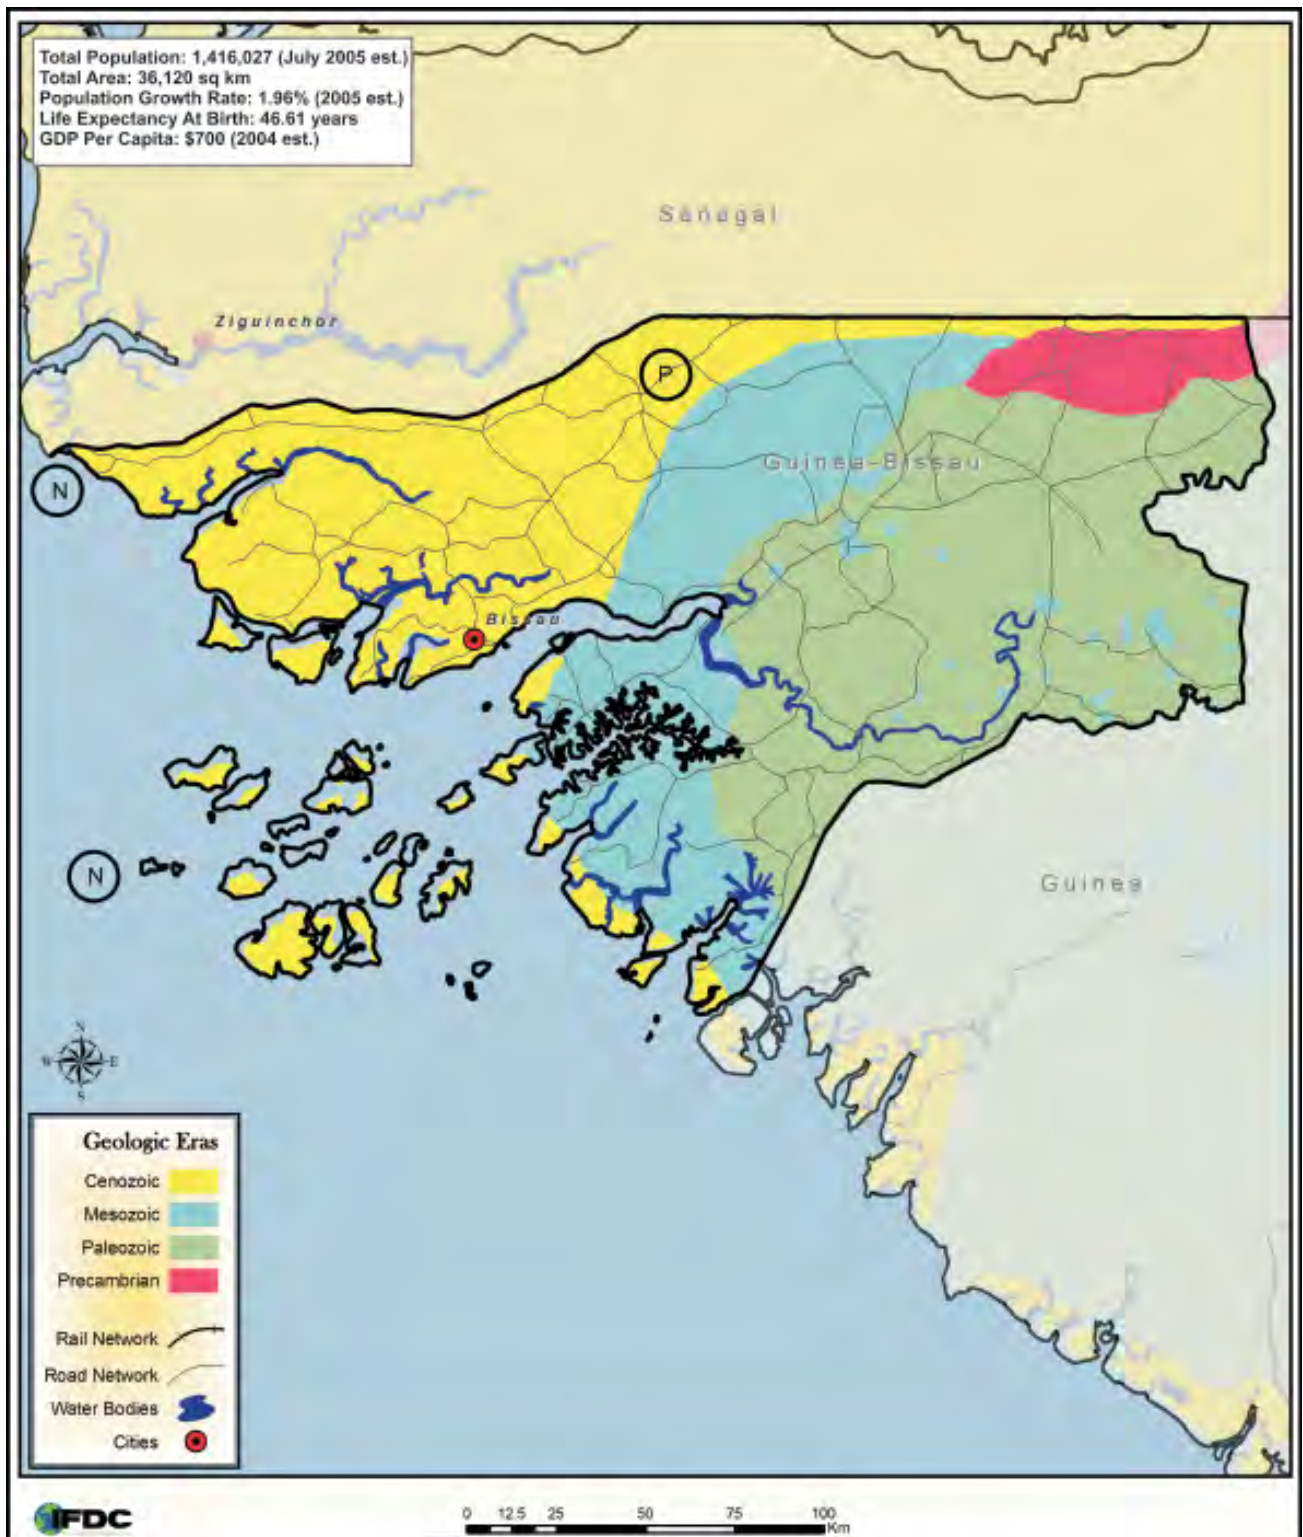 Total Population: 1,416,027 (July 2005 est.)
Total Area: 36,120 sq km
Population Growth Rate: 1.96% (2005 est.)
Life Expectancy At Birth: 46.61 years
GDP Per Capita: $700 (2004 est.)
Senegal
Ziguinchor
P
Guinea-Bissau
N
Bissau
N
Guinea
N
W E
S
Geologic Eras
Cenozoic
Mesozoic
Paleozoic
Precambrian
Rail Network
Road Network
Water Bodies
Cities
IFDC
0 12.5 25 50 75 100
Km